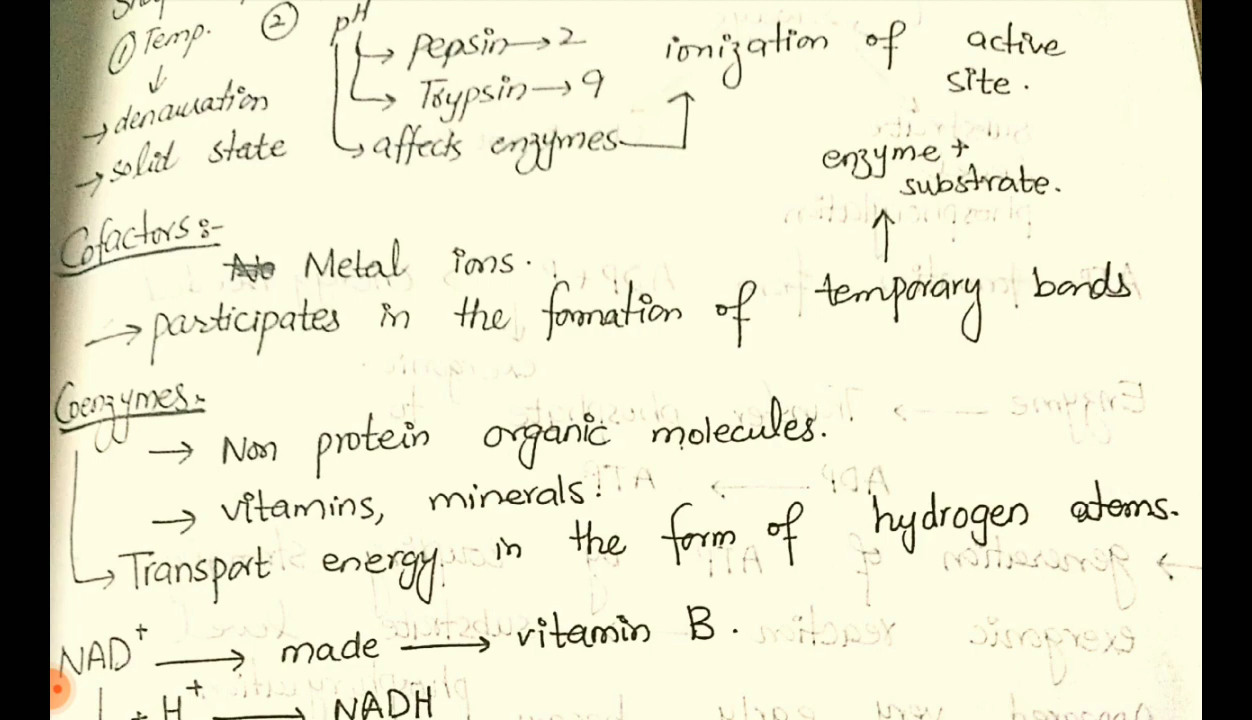 ① Temp. ② pH
↓
→ denauration
→ solid state
→ Pepsin → 2
→ Trypsin → 9
→ affects enzymes
ionization of active
site.
enzyme +
substrate.
Cofactors :-
Metal ions.
→ participates in the formation of temporary bonds
Coenzymes :-
→ Non protein organic molecules.
→ vitamins, minerals.
→ Transport energy in the form of hydrogen atoms.
NAD⁺ → made → vitamin B.
+ H⁺ → NADH